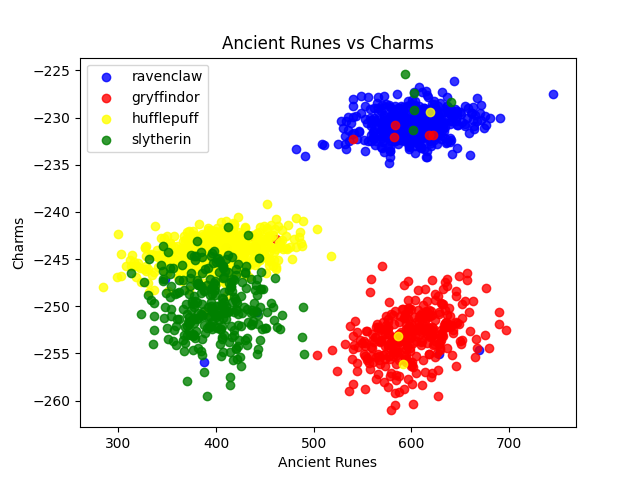 Ancient Runes vs Charms
ravenclaw
gryffindor
hufflepuff
slytherin
−225
−230
−235
−240
−245
−250
−255
−260
Charms
300
400
500
600
700
Ancient Runes